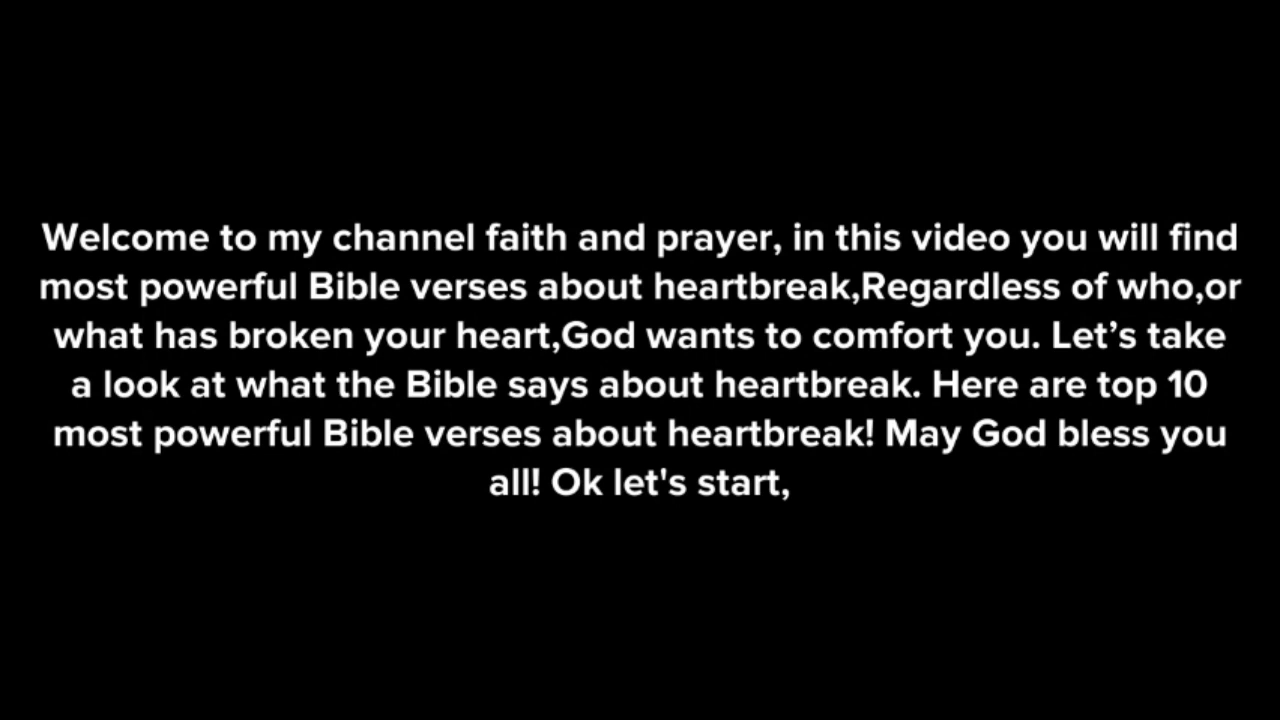 Welcome to my channel faith and prayer, in this video you will find
most powerful Bible verses about heartbreak,Regardless of who,or
what has broken your heart,God wants to comfort you. Let’s take
a look at what the Bible says about heartbreak. Here are top 10
most powerful Bible verses about heartbreak! May God bless you
all! Ok let's start,